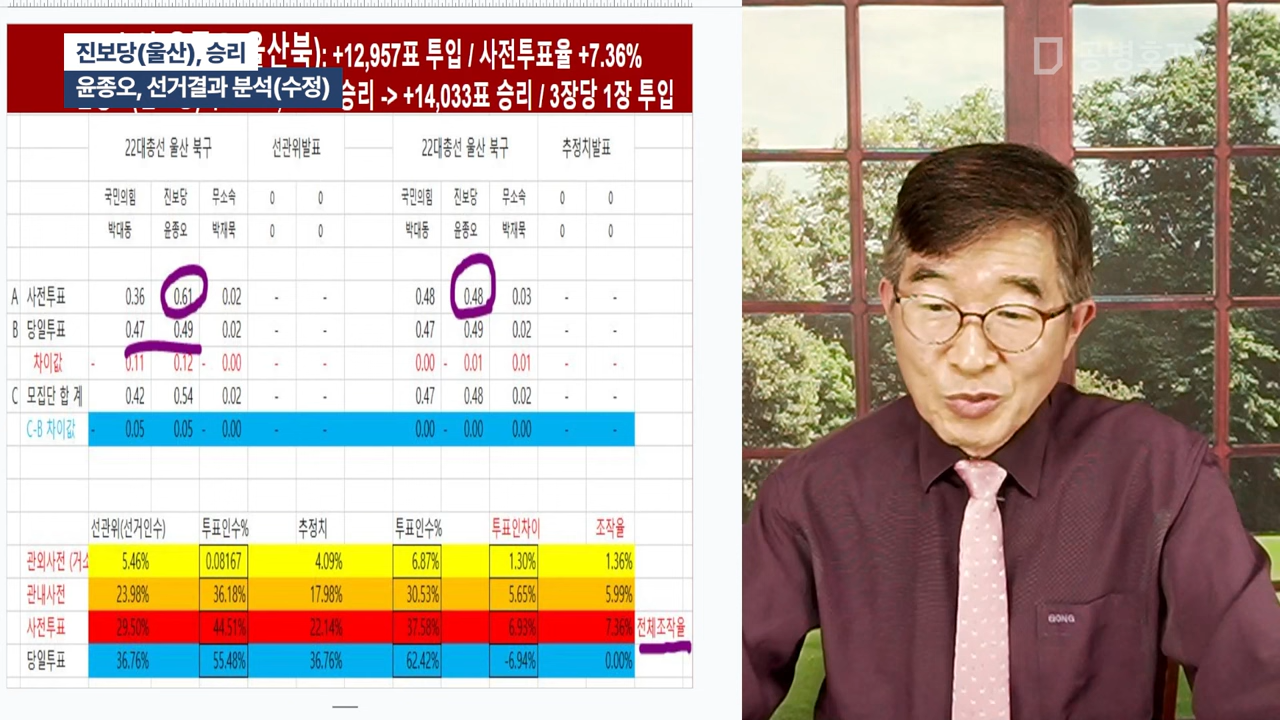 진보당(울산), 승리
윤종오, 선거결과 분석(수정)
울산북): +12,957표 투입 / 사전투표율 +7.36%
승리 -> +14,033표 승리 / 3장당 1장 투입
22대총선 울산 북구 선관위발표 22대총선 울산 북구 추정치발표
국민의힘 진보당 무소속 0 0 국민의힘 진보당 무소속 0 0
박대동 윤종오 박재묵 0 0 박대동 윤종오 박재묵 0 0
A 사전투표 0.36 0.61 0.02 - - 0.48 0.48 0.03 - -
B 당일투표 0.47 0.49 0.02 0.47 0.49 0.02 - -
차이값 - 0.11 0.12 - 0.00 - - 0.00 - 0.01 0.01 - -
C 모집단 합 계 0.42 0.54 0.02 - - 0.47 0.48 0.02 - -
C-B 차이값 - 0.05 0.05 - 0.00 - - 0.00 - 0.00 0.00 - -
선관위(선거인수) 투표인수% 추정치 투표인수% 투표인차이 조작율
관외사전 (거소 5.46% 0.08167 4.09% 6.87% 1.30% 1.36%
관내사전 23.98% 36.18% 17.98% 30.53% 5.65% 5.99%
사전투표 29.50% 44.51% 22.14% 37.58% 6.93% 7.36% 전체조작율
당일투표 36.76% 55.48% 36.76% 62.42% -6.94% 0.00%
공병호
GONG